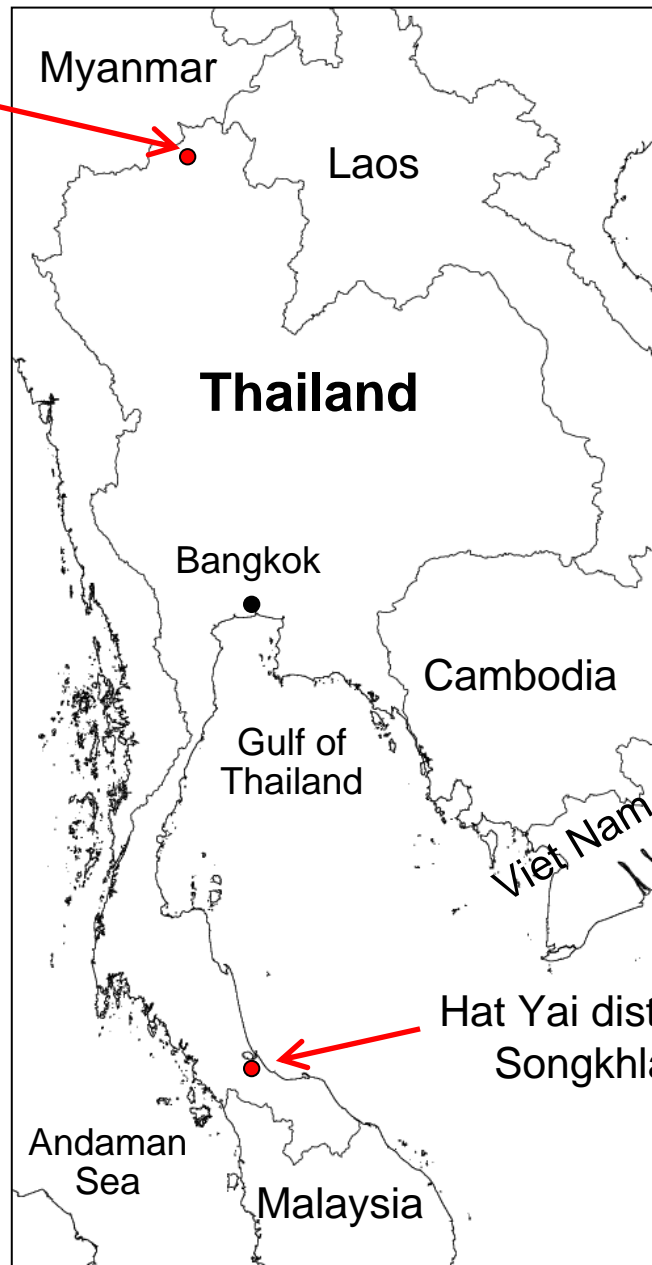 Myanmar
Laos
Thailand
Bangkok
Cambodia
Gulf of
Thailand
Viet Nam
Hat Yai dist
Songkhla
Andaman
Sea
Malaysia